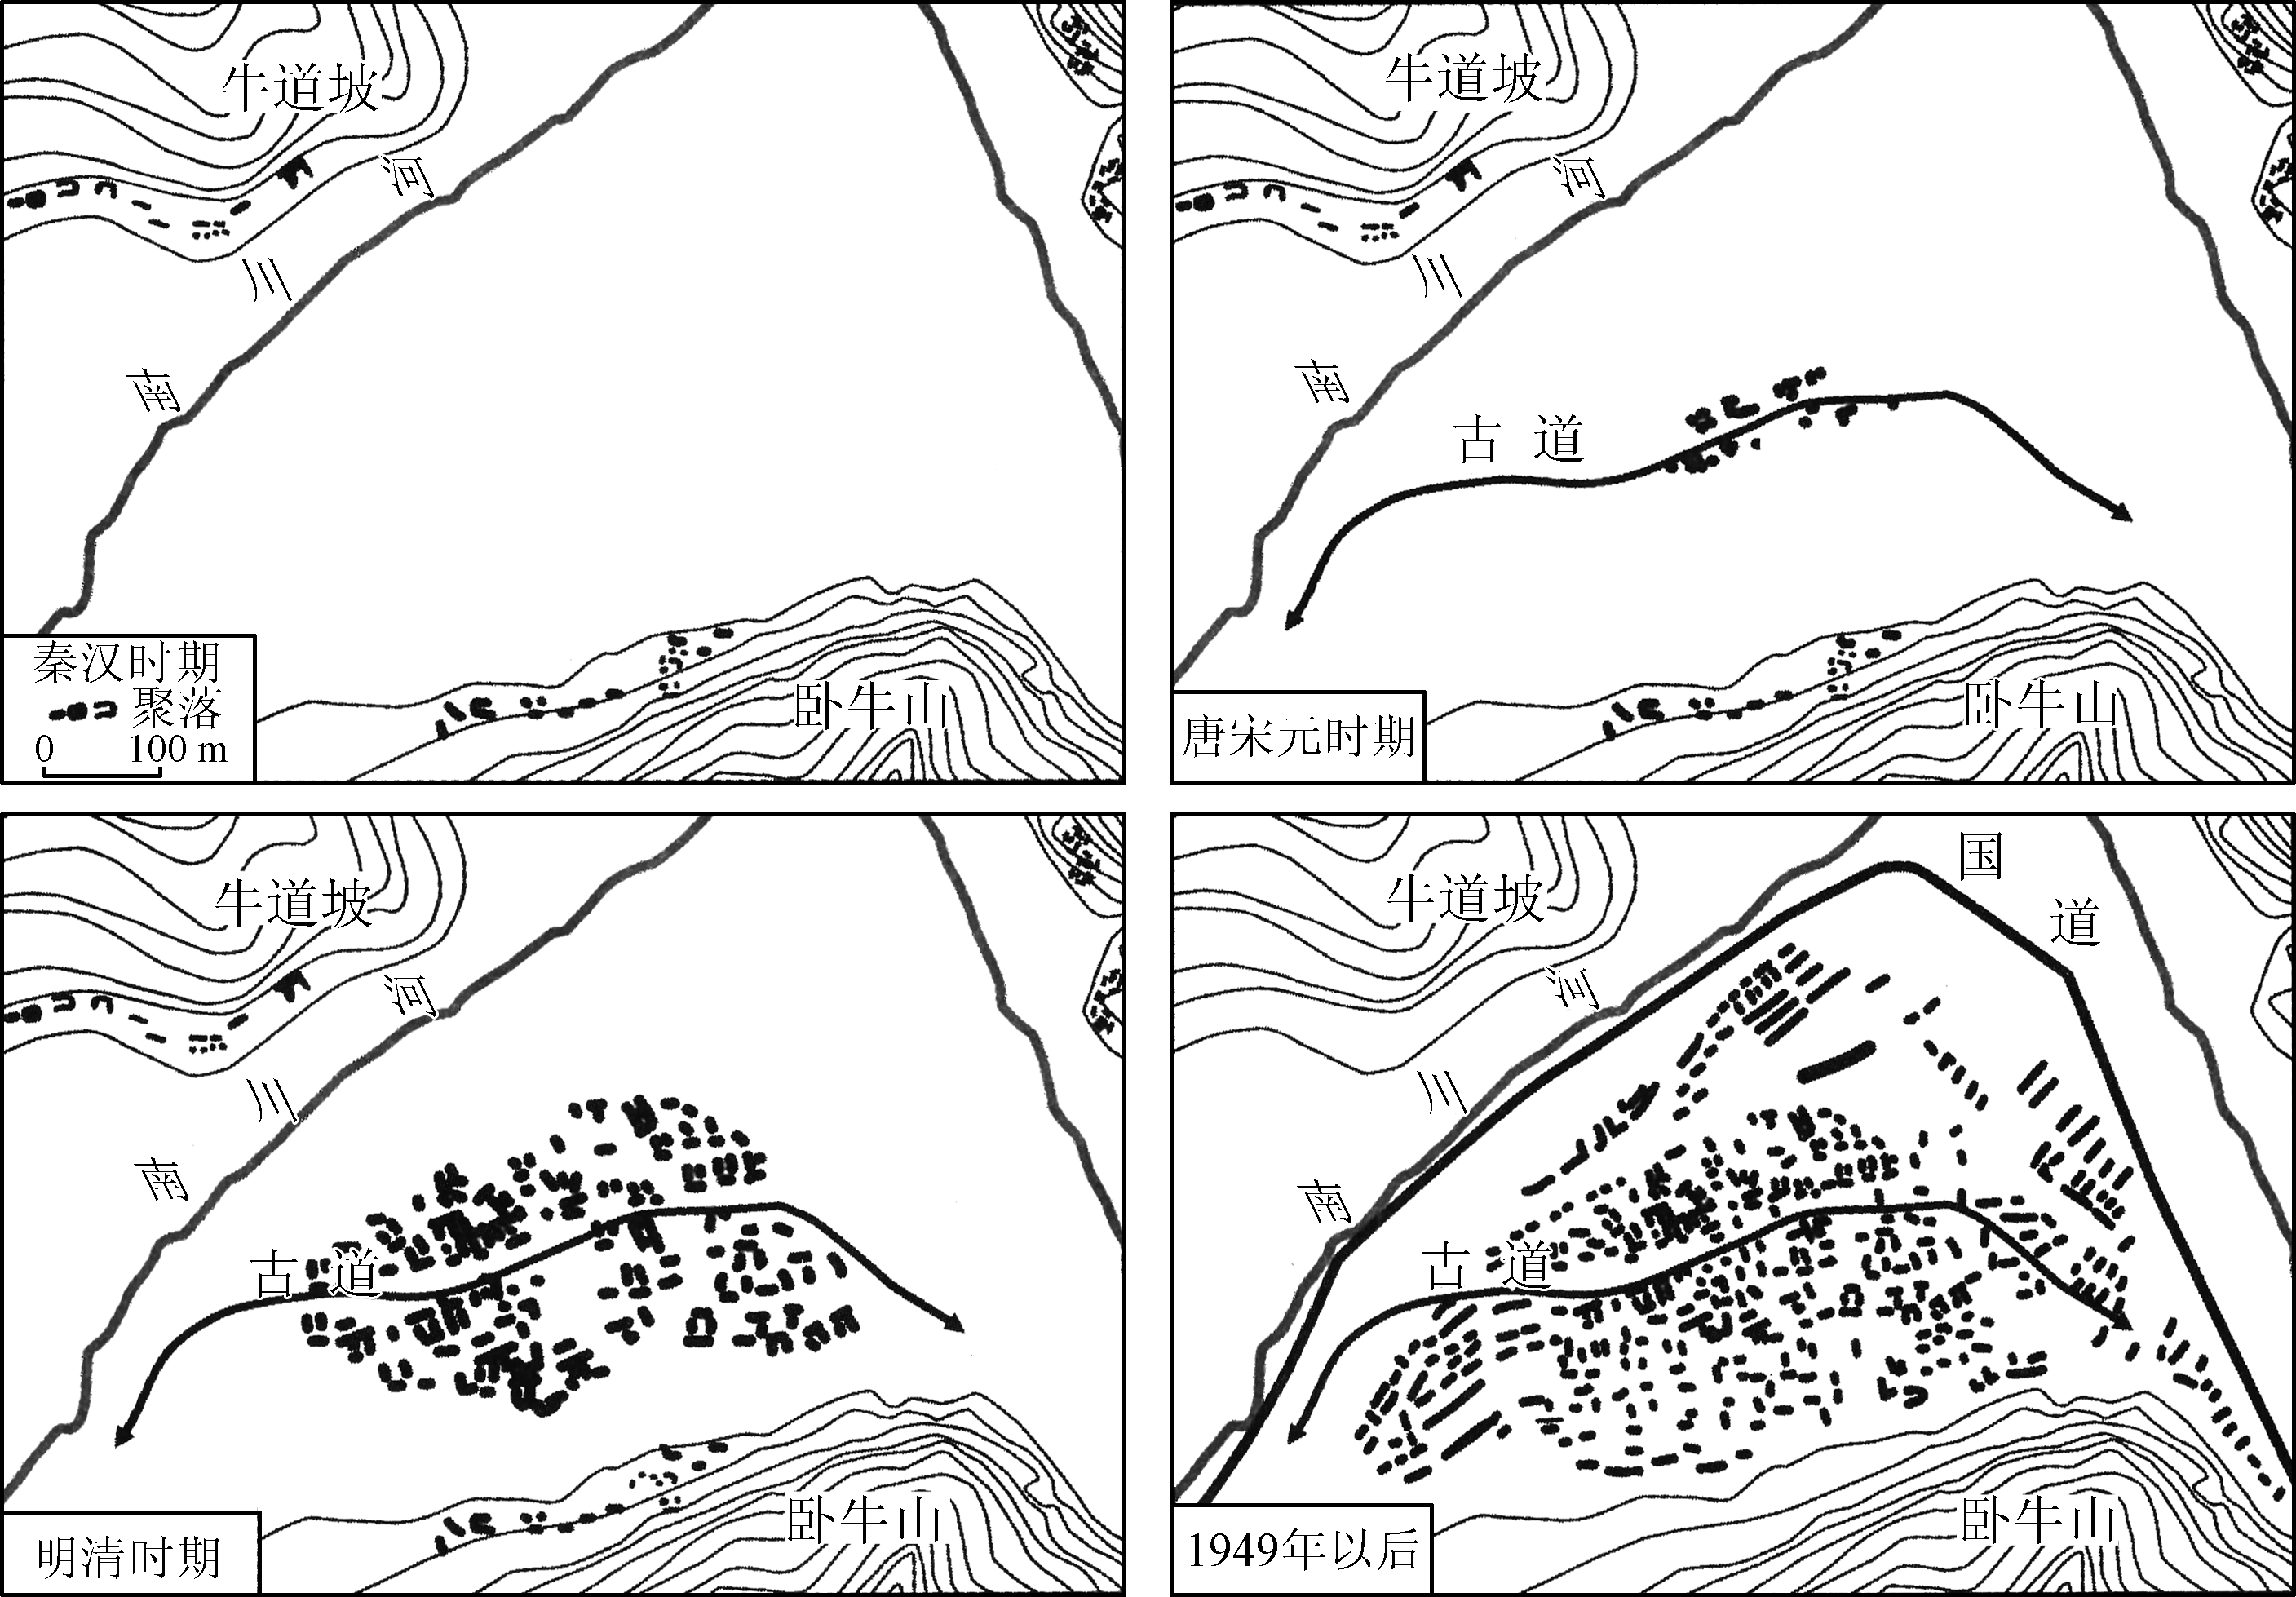 牛道坡
南川河
卧牛山
秦汉时期
聚落
0 100 m
牛道坡
南川河
古道
卧牛山
唐宋元时期
牛道坡
南川河
古道
卧牛山
明清时期
国道
牛道坡
南川河
古道
卧牛山
1949年以后